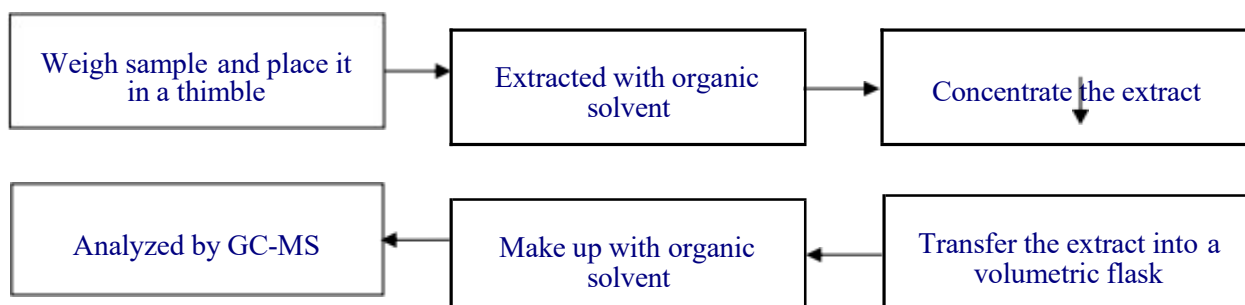 Weigh sample and place it
in a thimble
Extracted with organic
solvent
Concentrate the extract
Analyzed by GC-MS
Make up with organic
solvent
Transfer the extract into a
volumetric flask